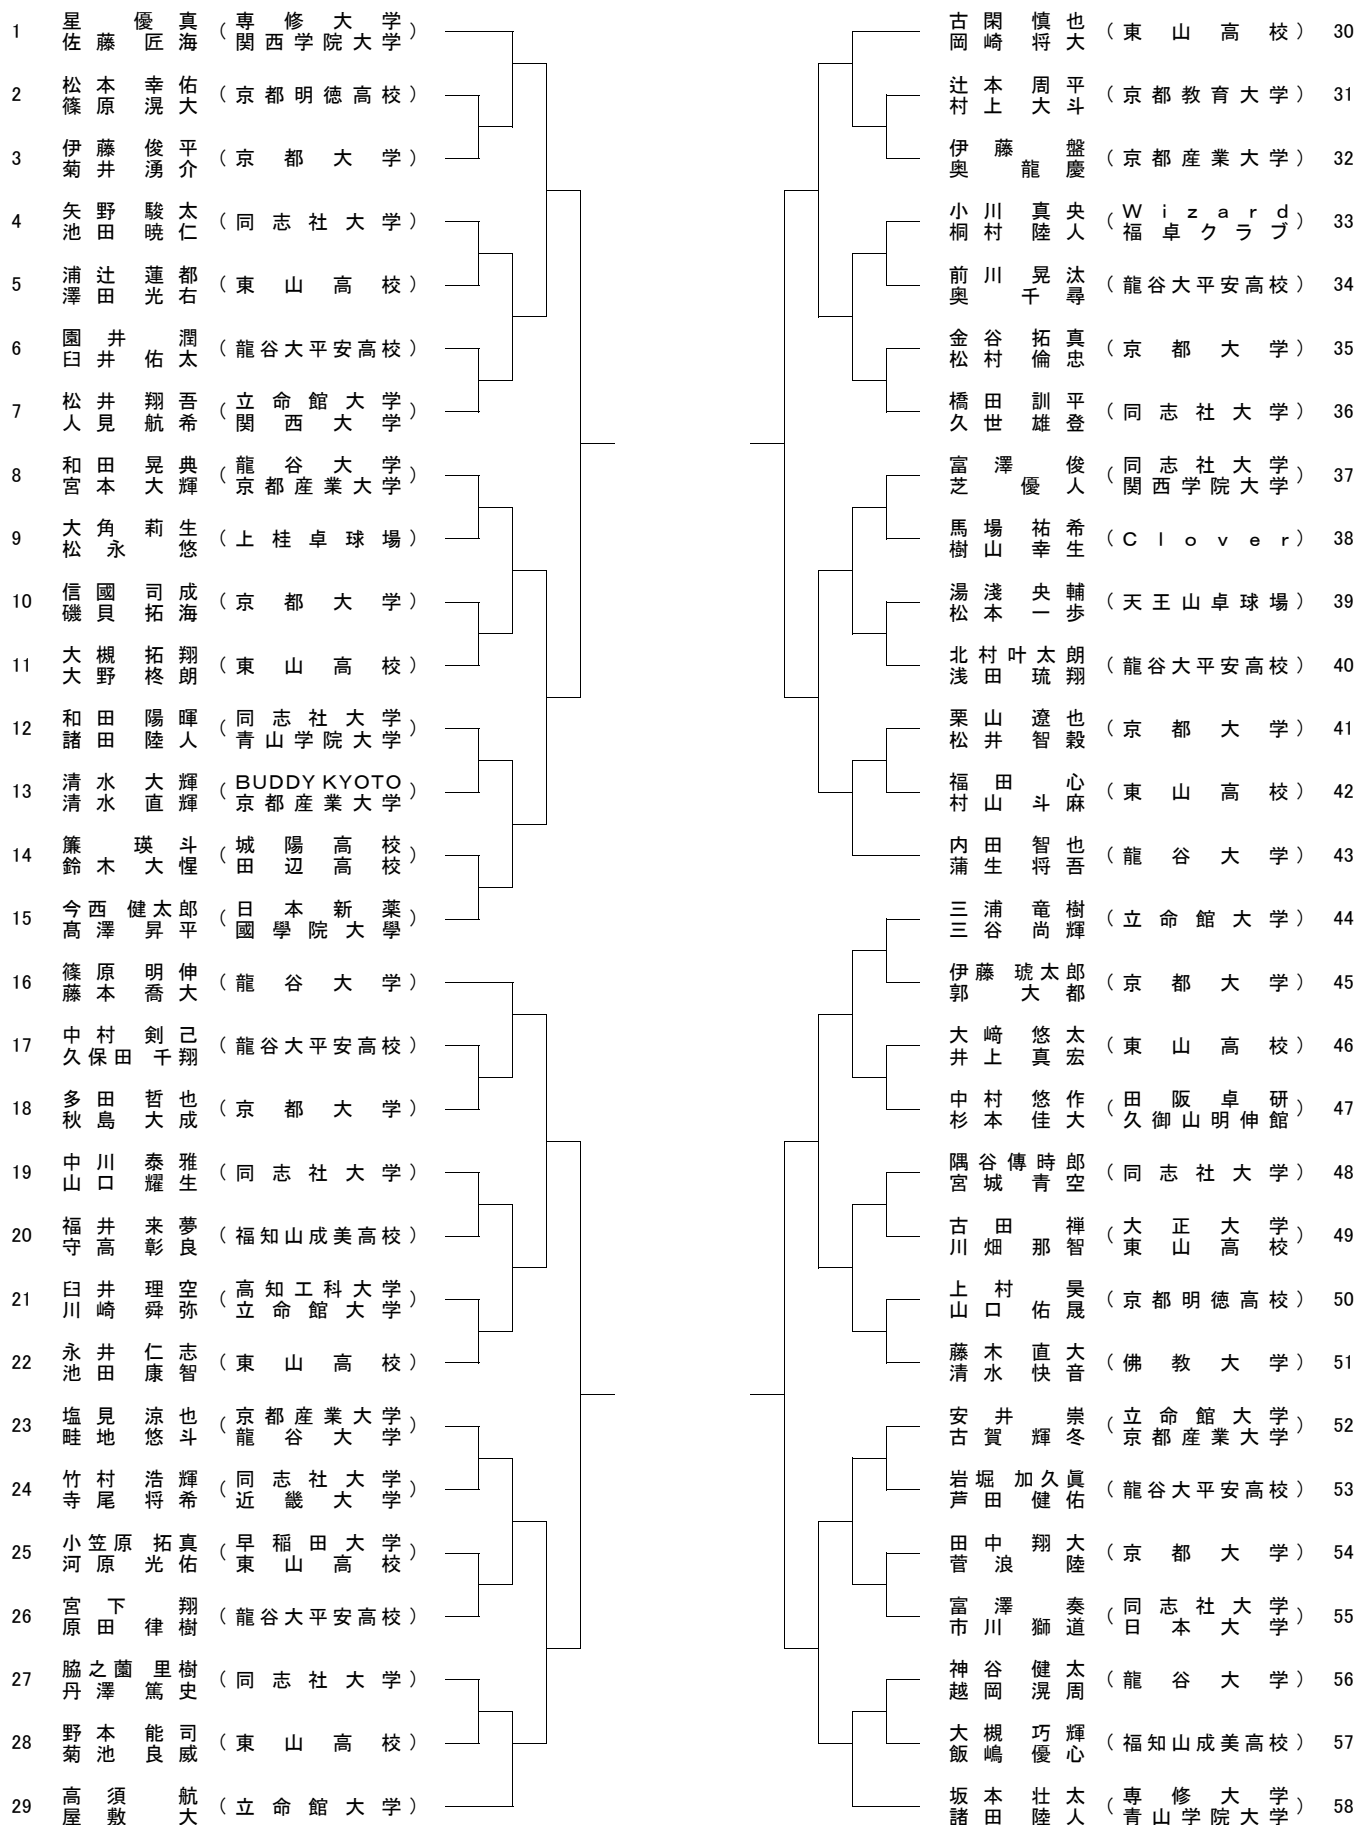 1 星 優真 (専修大学
佐藤匠海 関西学院大学)
2 松本幸佑 (京都明徳高校)
篠原滉大
3 伊藤俊平 (京都大学)
菊井湧介
4 矢野駿太 (同志社大学)
池田暁仁
5 浦辻蓮都 (東山高校)
澤田光右
6 園井潤 (龍谷大平安高校)
臼井佑太
7 松井翔吾 (立命館大学
人見航希 関西大学)
8 和田晃典 (龍谷大学
宮本大輝 京都産業大学)
9 大角莉生 (上桂卓球場)
松永悠
10 信國司成 (京都大学)
磯貝拓海
11 大槻拓翔 (東山高校)
大野柊朗
12 和田陽暉 (同志社大学
諸田陸人 青山学院大学)
13 清水大輝 (BUDDY KYOTO
清水直輝 京都産業大学)
14 簾瑛斗 (城陽高校
鈴木大惺 田辺高校)
15 今西健太郎 (日本新薬
髙澤昇平 國學院大學)
16 篠原明伸 (龍谷大学)
藤本喬大
17 中村剣己 (龍谷大平安高校)
久保田千翔
18 多田哲也 (京都大学)
秋島大成
19 中川泰雅 (同志社大学)
山口耀生
20 福井来夢 (福知山成美高校)
守高彰良
21 臼井理空 (高知工科大学
川崎舜弥 立命館大学)
22 永井仁志 (東山高校)
池田康智
23 塩見涼也 (京都産業大学
畦地悠斗 龍谷大学)
24 竹村浩輝 (同志社大学
寺尾将希 近畿大学)
25 小笠原拓真 (早稲田大学
河原光佑 東山高校)
26 宮下翔 (龍谷大平安高校)
原田律樹
27 脇之薗里樹 (同志社大学)
丹澤篤史
28 野本能司 (東山高校)
菊池良威
29 高須航 (立命館大学)
屋敷大
古閑慎也 (東山高校) 30
岡崎将大
辻本周平 (京都教育大学) 31
村上大斗
伊藤盤 (京都産業大学) 32
奥龍慶
小川真央 (Wizard 33
桐村陸人 福卓クラブ)
前川晃汰 (龍谷大平安高校) 34
奥千尋
金谷拓真 (京都大学) 35
松村倫忠
橋田訓平 (同志社大学) 36
久世雄登
富澤俊 (同志社大学 37
芝優人 関西学院大学)
馬場祐希 (Clover) 38
樹山幸生
湯淺央輔 (天王山卓球場) 39
松本一歩
北村叶太朗 (龍谷大平安高校) 40
浅田琉翔
栗山遼也 (京都大学) 41
松井智毅
福田心 (東山高校) 42
村山斗麻
内田智也 (龍谷大学) 43
蒲生将吾
三浦竜樹 (立命館大学) 44
三谷尚輝
伊藤琥太郎 (京都大学) 45
郭大都
大﨑悠太 (東山高校) 46
井上真宏
中村悠作 (田阪卓研 47
杉本佳大 久御山明伸館)
隅谷傳時郎 (同志社大学) 48
宮城青空
古田禅 (大正大学 49
川畑那智 東山高校)
上村昊 (京都明徳高校) 50
山口佑晟
藤木直大 (佛教大学) 51
清水快音
安井崇 (立命館大学 52
古賀輝冬 京都産業大学)
岩堀加久眞 (龍谷大平安高校) 53
芦田健佑
田中翔大 (京都大学) 54
菅浪陸
富澤奏 (同志社大学 55
市川獅道 日本大学)
神谷健太 (龍谷大学) 56
越岡滉周
大槻巧輝 (福知山成美高校) 57
飯嶋優心
坂本壮太 (専修大学 58
諸田陸人 青山学院大学)